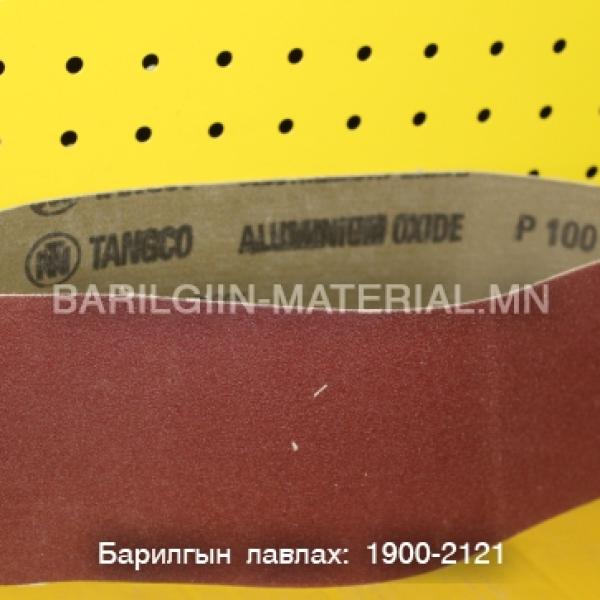 TANGCO ALUMINIUM OXIDE P 100
BARILGIIN-MATERIAL.MN
Барилгын лавлах: 1900-2121